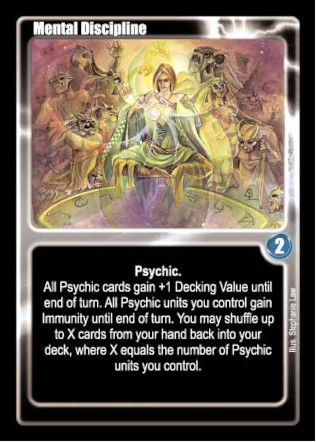 Mental Discipline
2
Psychic.
All Psychic cards gain +1 Decking Value until
end of turn. All Psychic units you control gain
Immunity until end of turn. You may shuffle up
to X cards from your hand back into your
deck, where X equals the number of Psychic
units you control.
Illus. Stephanie Law